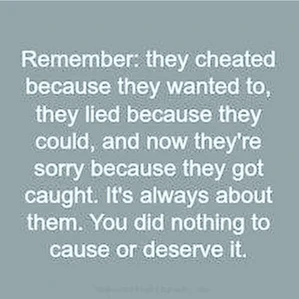 Remember: they cheated
because they wanted to,
they lied because they
could, and now they're
sorry because they got
caught. It's always about
them. You did nothing to
cause or deserve it.